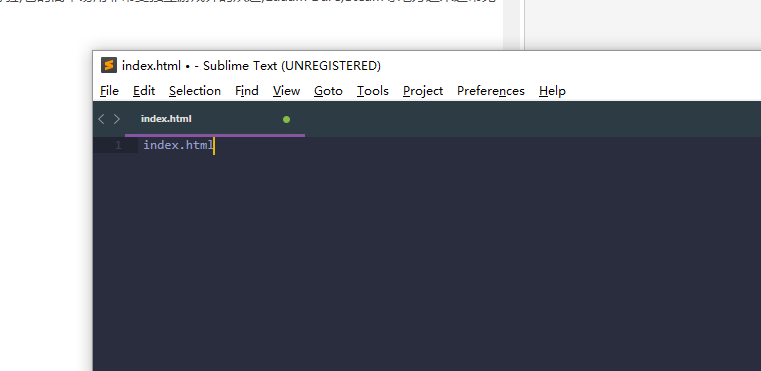 index.html • - Sublime Text (UNREGISTERED)
File Edit Selection Find View Goto Tools Project Preferences Help
index.html
1 index.html